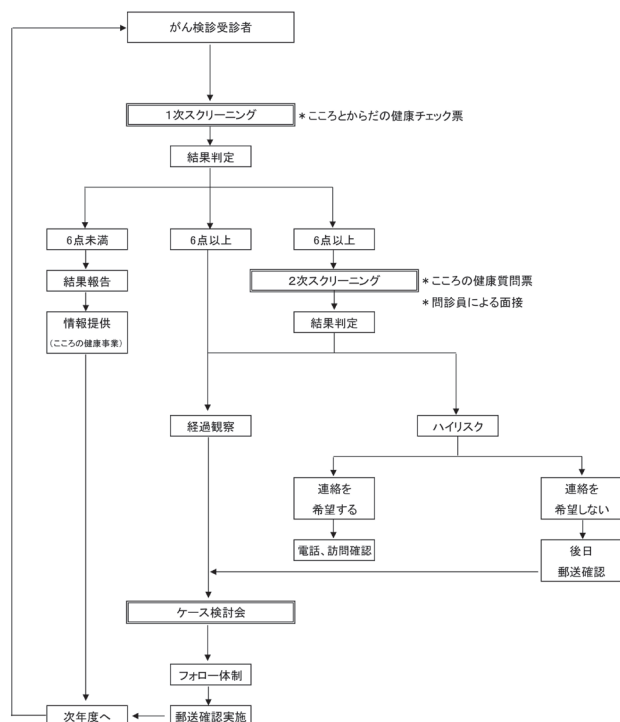 がん検診受診者
1次スクリーニング
＊こころとからだの健康チェック票
結果判定
6点未満
6点以上
6点以上
結果報告
2次スクリーニング
＊こころの健康質問票
＊問診員による面接
情報提供
(こころの健康事業)
結果判定
経過観察
ハイリスク
連絡を
希望する
連絡を
希望しない
電話、訪問確認
後日
郵送確認
ケース検討会
フォロー体制
次年度へ
郵送確認実施